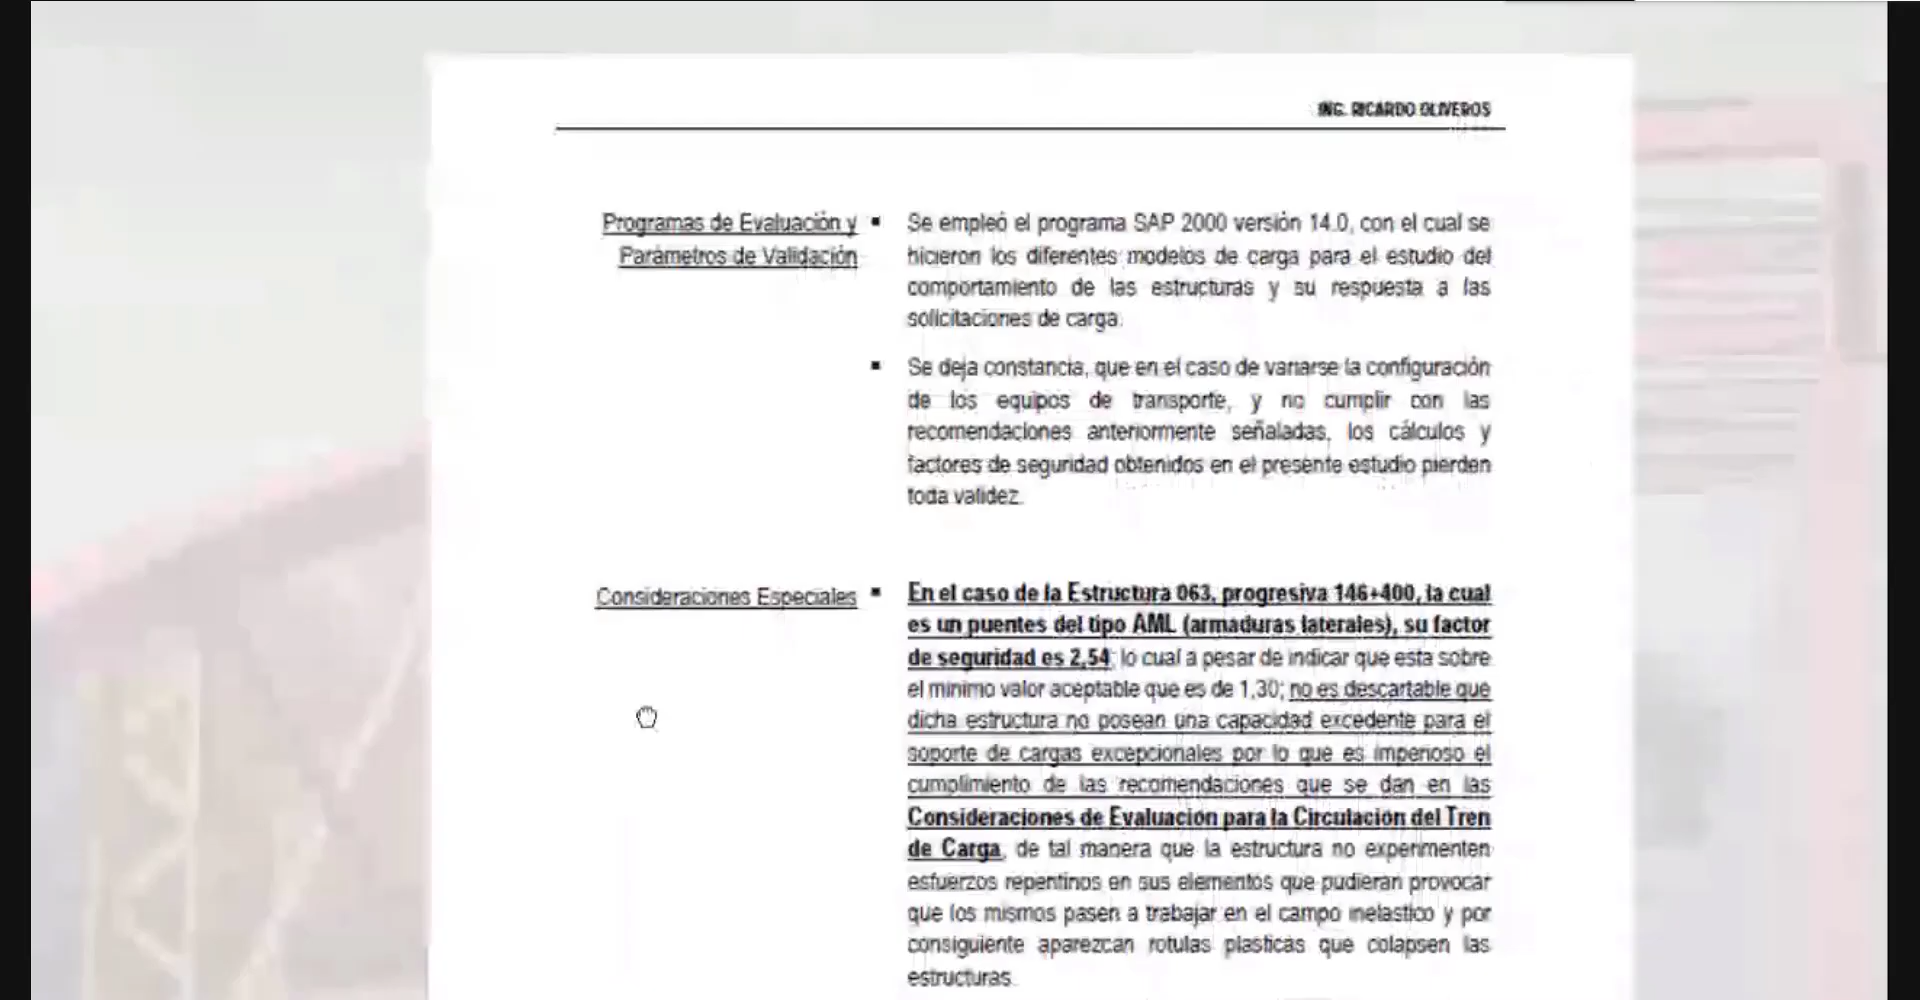 ING. RICARDO OLIVEROS
Programas de Evaluación y
Parámetros de Validación
▪ Se empleó el programa SAP 2000 versión 14.0, con el cual se
hicieron los diferentes modelos de carga para el estudio del
comportamiento de las estructuras y su respuesta a las
solicitaciones de carga.
▪ Se deja constancia, que en el caso de variarse la configuración
de los equipos de transporte, y no cumplir con las
recomendaciones anteriormente señaladas, los cálculos y
factores de seguridad obtenidos en el presente estudio pierden
toda validez.
Consideraciones Especiales
▪ En el caso de la Estructura 063, progresiva 146+400, la cual
es un puentes del tipo AML (armaduras laterales), su factor
de seguridad es 2,54; lo cual a pesar de indicar que esta sobre
el mínimo valor aceptable que es de 1,30; no es descartable que
dicha estructura no posean una capacidad excedente para el
soporte de cargas excepcionales por lo que es imperioso el
cumplimiento de las recomendaciones que se dan en las
Consideraciones de Evaluación para la Circulación del Tren
de Carga, de tal manera que la estructura no experimenten
esfuerzos repentinos en sus elementos que pudieran provocar
que los mismos pasen a trabajar en el campo inelastico y por
consiguiente aparezcan rotulas plasticas que colapsen las
estructuras.